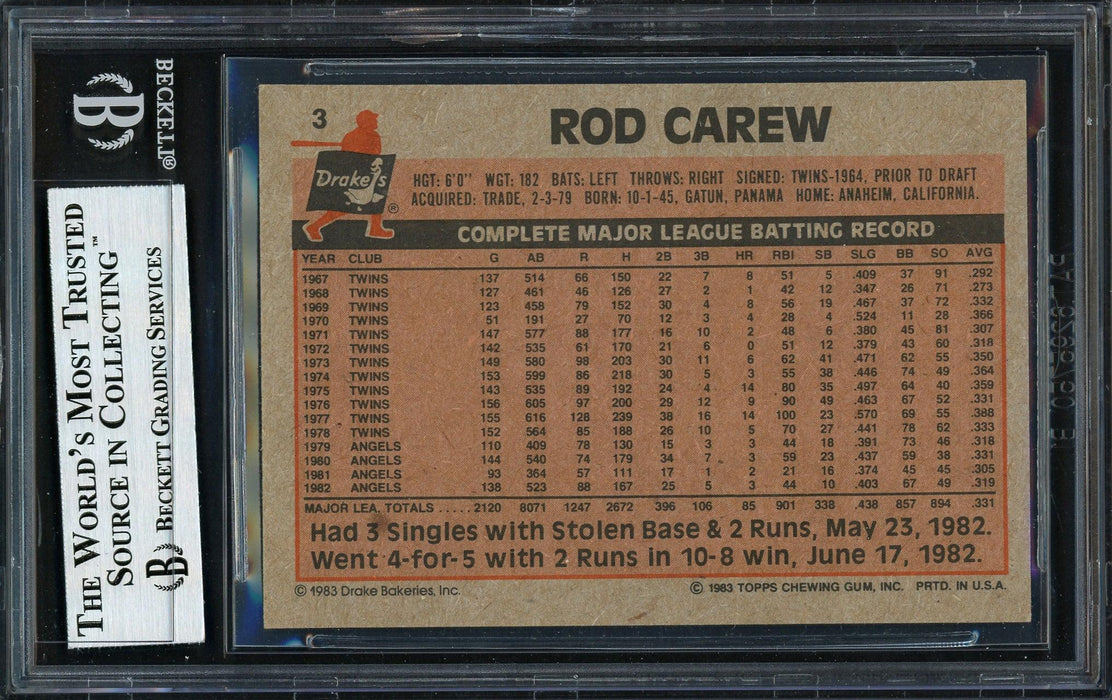 BECKETT®
THE WORLD'S MOST TRUSTED
SOURCE IN COLLECTING™
BECKETT GRADING SERVICES
3
ROD CAREW
Drake's ®
HGT: 6'0" WGT: 182 BATS: LEFT THROWS: RIGHT SIGNED: TWINS-1964, PRIOR TO DRAFT
ACQUIRED: TRADE, 2-3-79 BORN: 10-1-45, GATUN, PANAMA HOME: ANAHEIM, CALIFORNIA.
COMPLETE MAJOR LEAGUE BATTING RECORD
YEAR CLUB G AB R H 2B 3B HR RBI SB SLG BB SO AVG
1967 TWINS 137 514 66 150 22 7 8 51 5 .409 37 91 .292
1968 TWINS 127 461 46 126 27 2 1 42 12 .347 26 71 .273
1969 TWINS 123 458 79 152 30 4 8 56 19 .467 37 72 .332
1970 TWINS 51 191 27 70 12 3 4 28 4 .524 11 28 .366
1971 TWINS 147 577 88 177 16 10 2 48 6 .380 45 81 .307
1972 TWINS 142 535 61 170 21 6 0 51 12 .379 43 60 .318
1973 TWINS 149 580 98 203 30 11 6 62 41 .471 62 55 .350
1974 TWINS 153 599 86 218 30 5 3 55 38 .446 74 49 .364
1975 TWINS 143 535 89 192 24 4 14 80 35 .497 64 40 .359
1976 TWINS 156 605 97 200 29 12 9 90 49 .463 67 52 .331
1977 TWINS 155 616 128 239 38 16 14 100 23 .570 69 55 .388
1978 TWINS 152 564 85 188 26 10 5 70 27 .441 78 62 .333
1979 ANGELS 110 409 78 130 15 3 3 44 18 .391 73 46 .318
1980 ANGELS 144 540 74 179 34 7 3 59 23 .437 59 38 .331
1981 ANGELS 93 364 57 111 17 1 2 21 16 .374 45 45 .305
1982 ANGELS 138 523 88 167 25 5 3 44 10 .403 67 49 .319
MAJOR LEA. TOTALS .....2120 8071 1247 2672 396 106 85 901 338 .438 857 894 .331
Had 3 Singles with Stolen Base & 2 Runs, May 23, 1982.
Went 4-for-5 with 2 Runs in 10-8 win, June 17, 1982.
© 1983 Drake Bakeries, Inc.
© 1983 TOPPS CHEWING GUM, INC. PRTD. IN U.S.A.